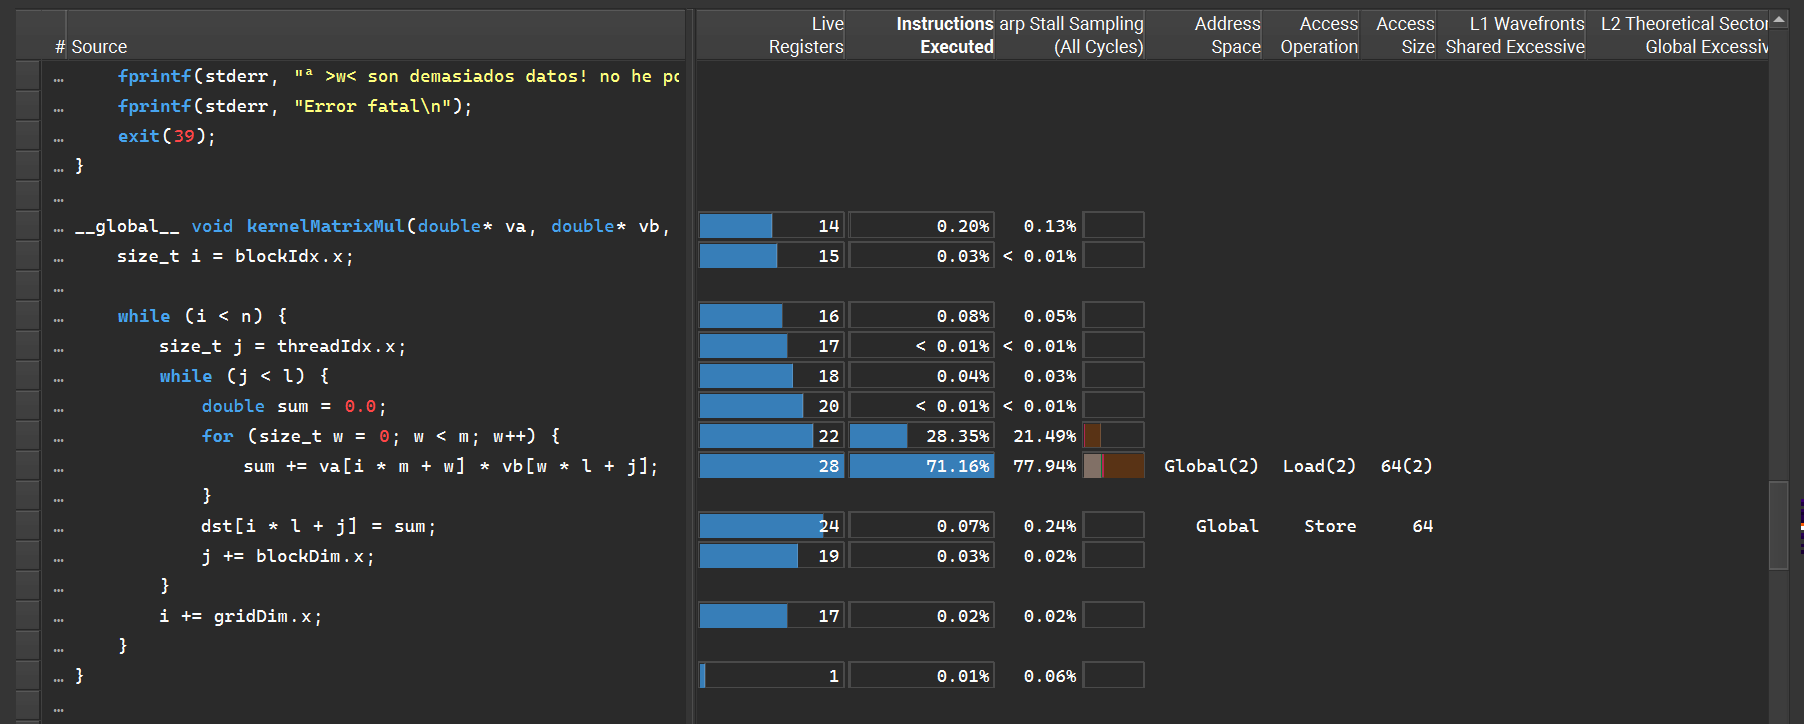 # Source Live Registers Instructions Executed arp Stall Sampling (All Cycles) Address Space Access Operation Access Size L1 Wavefronts Shared Excessive L2 Theoretical Sector Global Excessiv
... fprintf(stderr, "ª >w< son demasiados datos! no he po
... fprintf(stderr, "Error fatal\n");
... exit(39);
... }
...
... __global__ void kernelMatrixMul(double* va, double* vb, 14 0.20% 0.13%
... size_t i = blockIdx.x; 15 0.03% < 0.01%
...
... while (i < n) { 16 0.08% 0.05%
... size_t j = threadIdx.x; 17 < 0.01% < 0.01%
... while (j < l) { 18 0.04% 0.03%
... double sum = 0.0; 20 < 0.01% < 0.01%
... for (size_t w = 0; w < m; w++) { 22 28.35% 21.49%
... sum += va[i * m + w] * vb[w * l + j]; 28 71.16% 77.94% Global(2) Load(2) 64(2)
... }
... dst[i * l + j] = sum; 24 0.07% 0.24% Global Store 64
... j += blockDim.x; 19 0.03% 0.02%
... }
... i += gridDim.x; 17 0.02% 0.02%
... }
... } 1 0.01% 0.06%
...